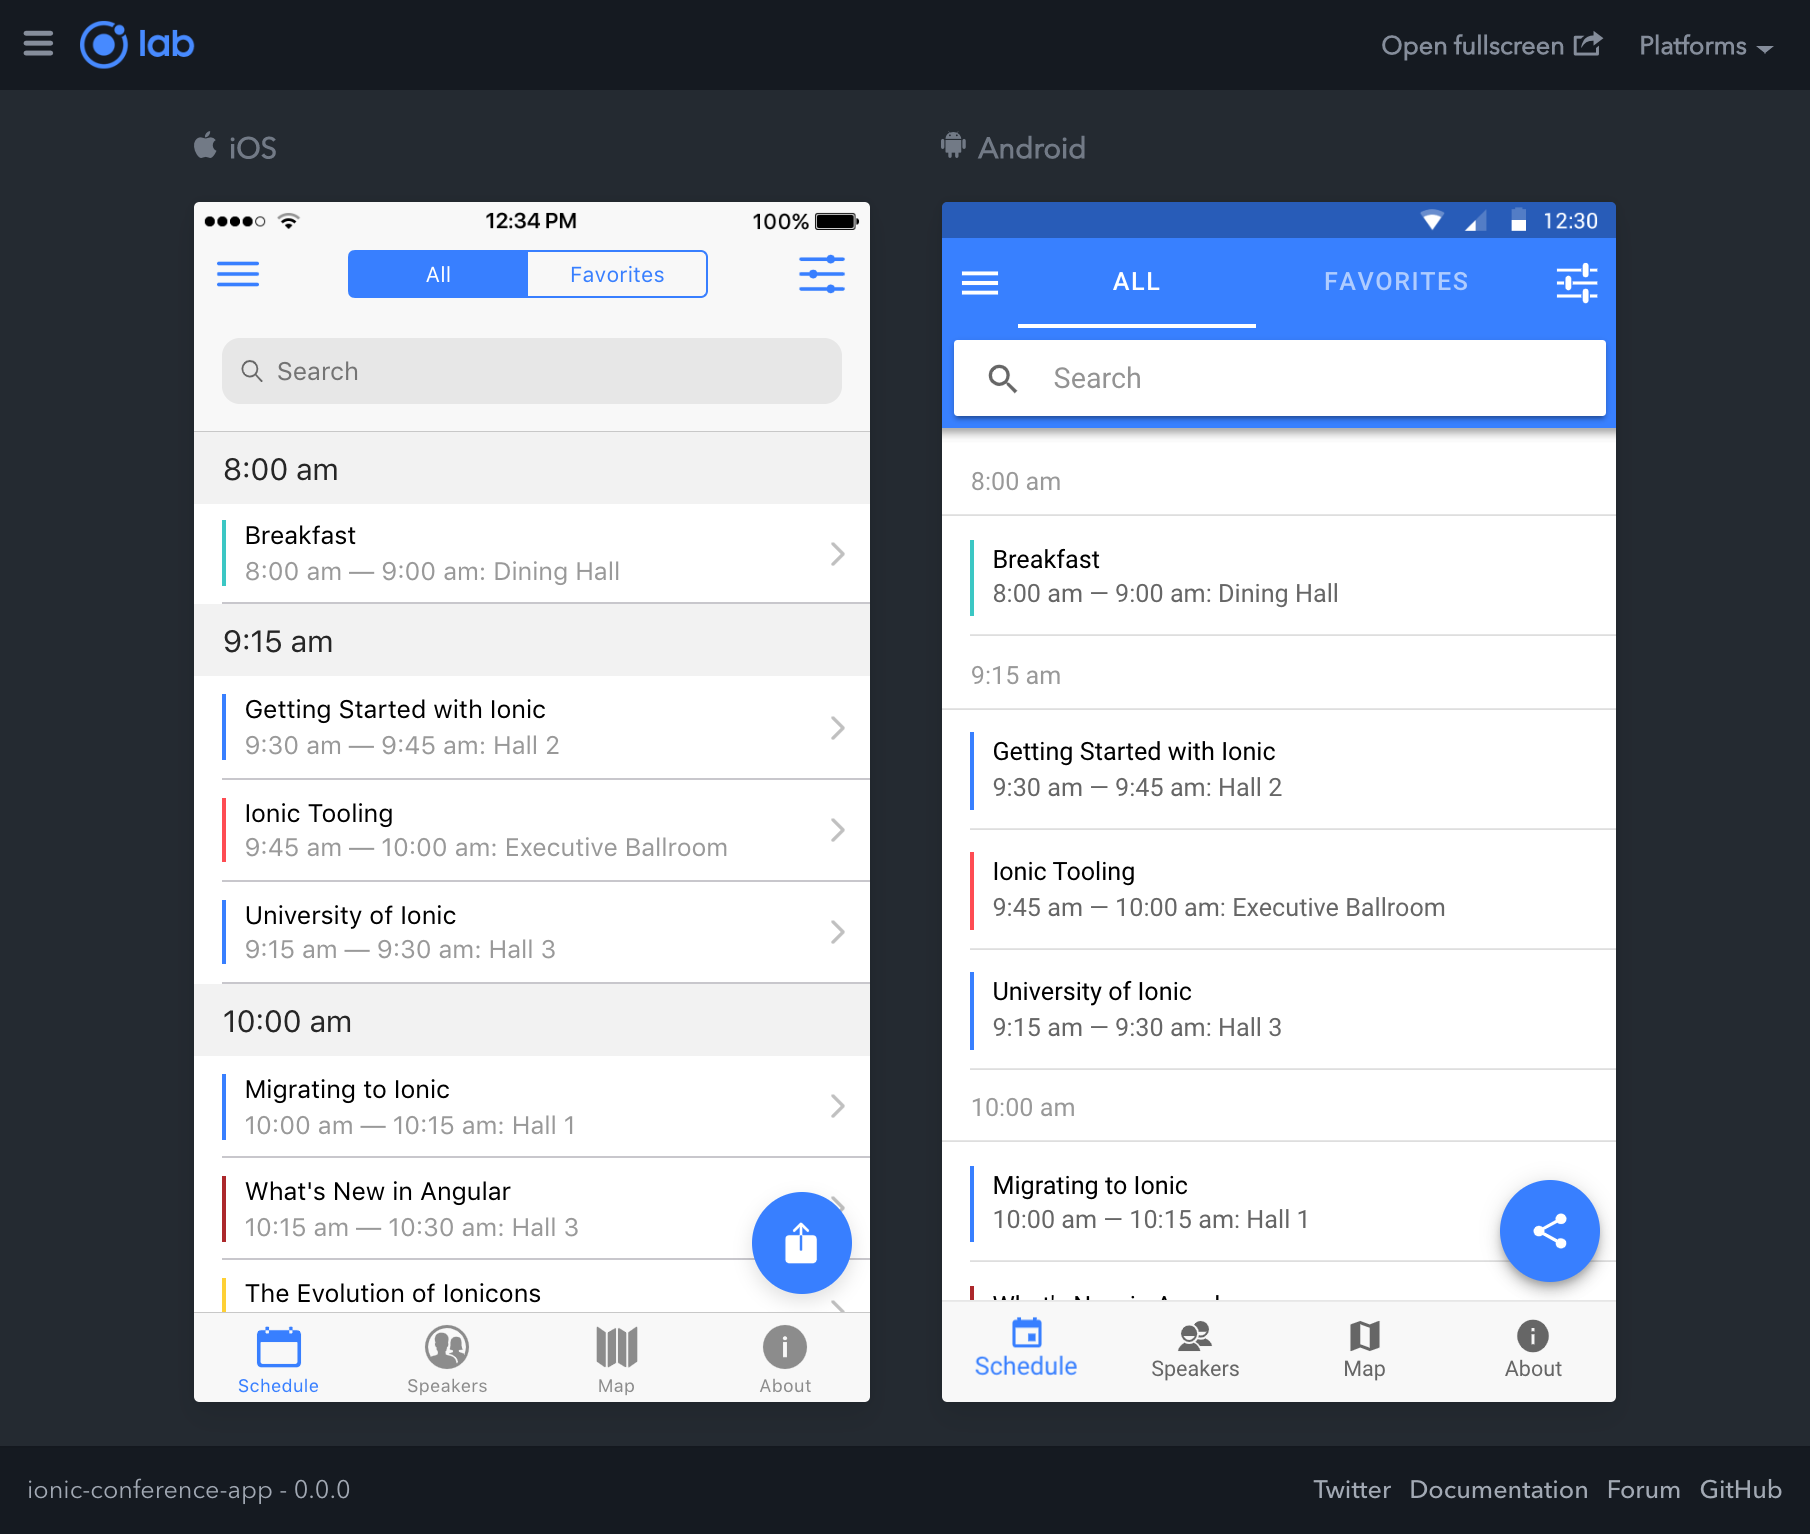 lab
Open fullscreen
Platforms
iOS
12:34 PM
100%
All
Favorites
Search
8:00 am
Breakfast
8:00 am — 9:00 am: Dining Hall
9:15 am
Getting Started with Ionic
9:30 am — 9:45 am: Hall 2
Ionic Tooling
9:45 am — 10:00 am: Executive Ballroom
University of Ionic
9:15 am — 9:30 am: Hall 3
10:00 am
Migrating to Ionic
10:00 am — 10:15 am: Hall 1
What's New in Angular
10:15 am — 10:30 am: Hall 3
The Evolution of Ionicons
Schedule
Speakers
Map
About
Android
12:30
ALL
FAVORITES
Search
8:00 am
Breakfast
8:00 am — 9:00 am: Dining Hall
9:15 am
Getting Started with Ionic
9:30 am — 9:45 am: Hall 2
Ionic Tooling
9:45 am — 10:00 am: Executive Ballroom
University of Ionic
9:15 am — 9:30 am: Hall 3
10:00 am
Migrating to Ionic
10:00 am — 10:15 am: Hall 1
What's New in Angular
Schedule
Speakers
Map
About
ionic-conference-app - 0.0.0
Twitter
Documentation
Forum
GitHub